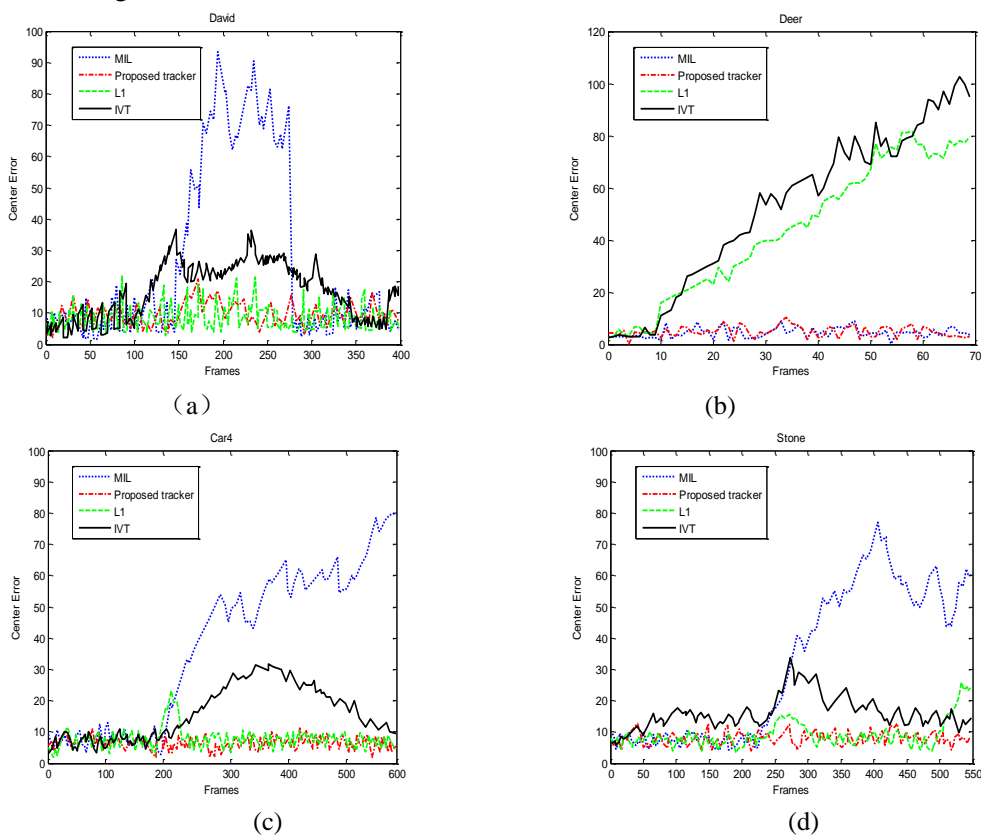 David
100
90
80
70
60
50
40
30
20
10
0
Center Error
MIL
Proposed tracker
L1
IVT
0 50 100 150 200 250 300 350 400
Frames
（a）
Deer
120
100
80
60
40
20
0
Center Error
MIL
Proposed tracker
L1
IVT
0 10 20 30 40 50 60 70
Frames
(b)
Car4
100
90
80
70
60
50
40
30
20
10
0
Center Error
MIL
Proposed tracker
L1
IVT
0 100 200 300 400 500 600
Frames
(c)
Stone
100
90
80
70
60
50
40
30
20
10
0
Center Error
MIL
Proposed tracker
L1
IVT
0 50 100 150 200 250 300 350 400 450 500 550
Frames
(d)